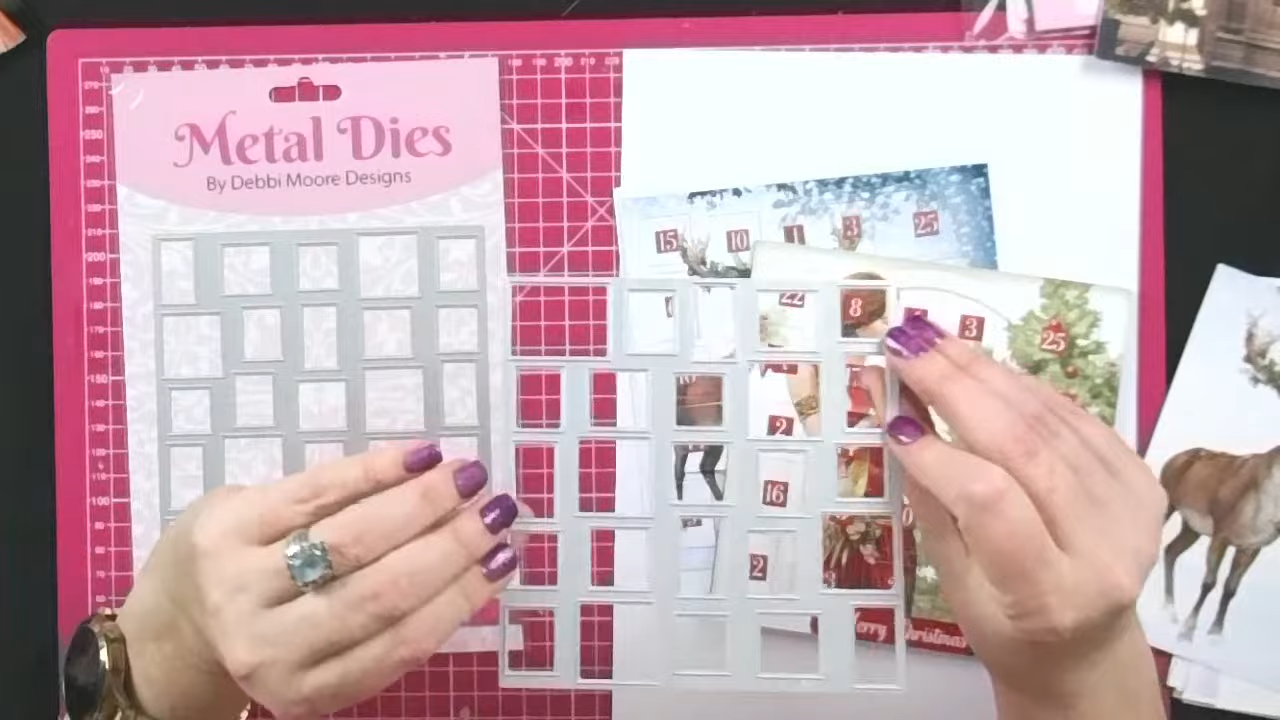 Metal Dies
By Debbi Moore Designs
15 10 1 3 25
22 8 3 25
2
16
2
Merry Christmas